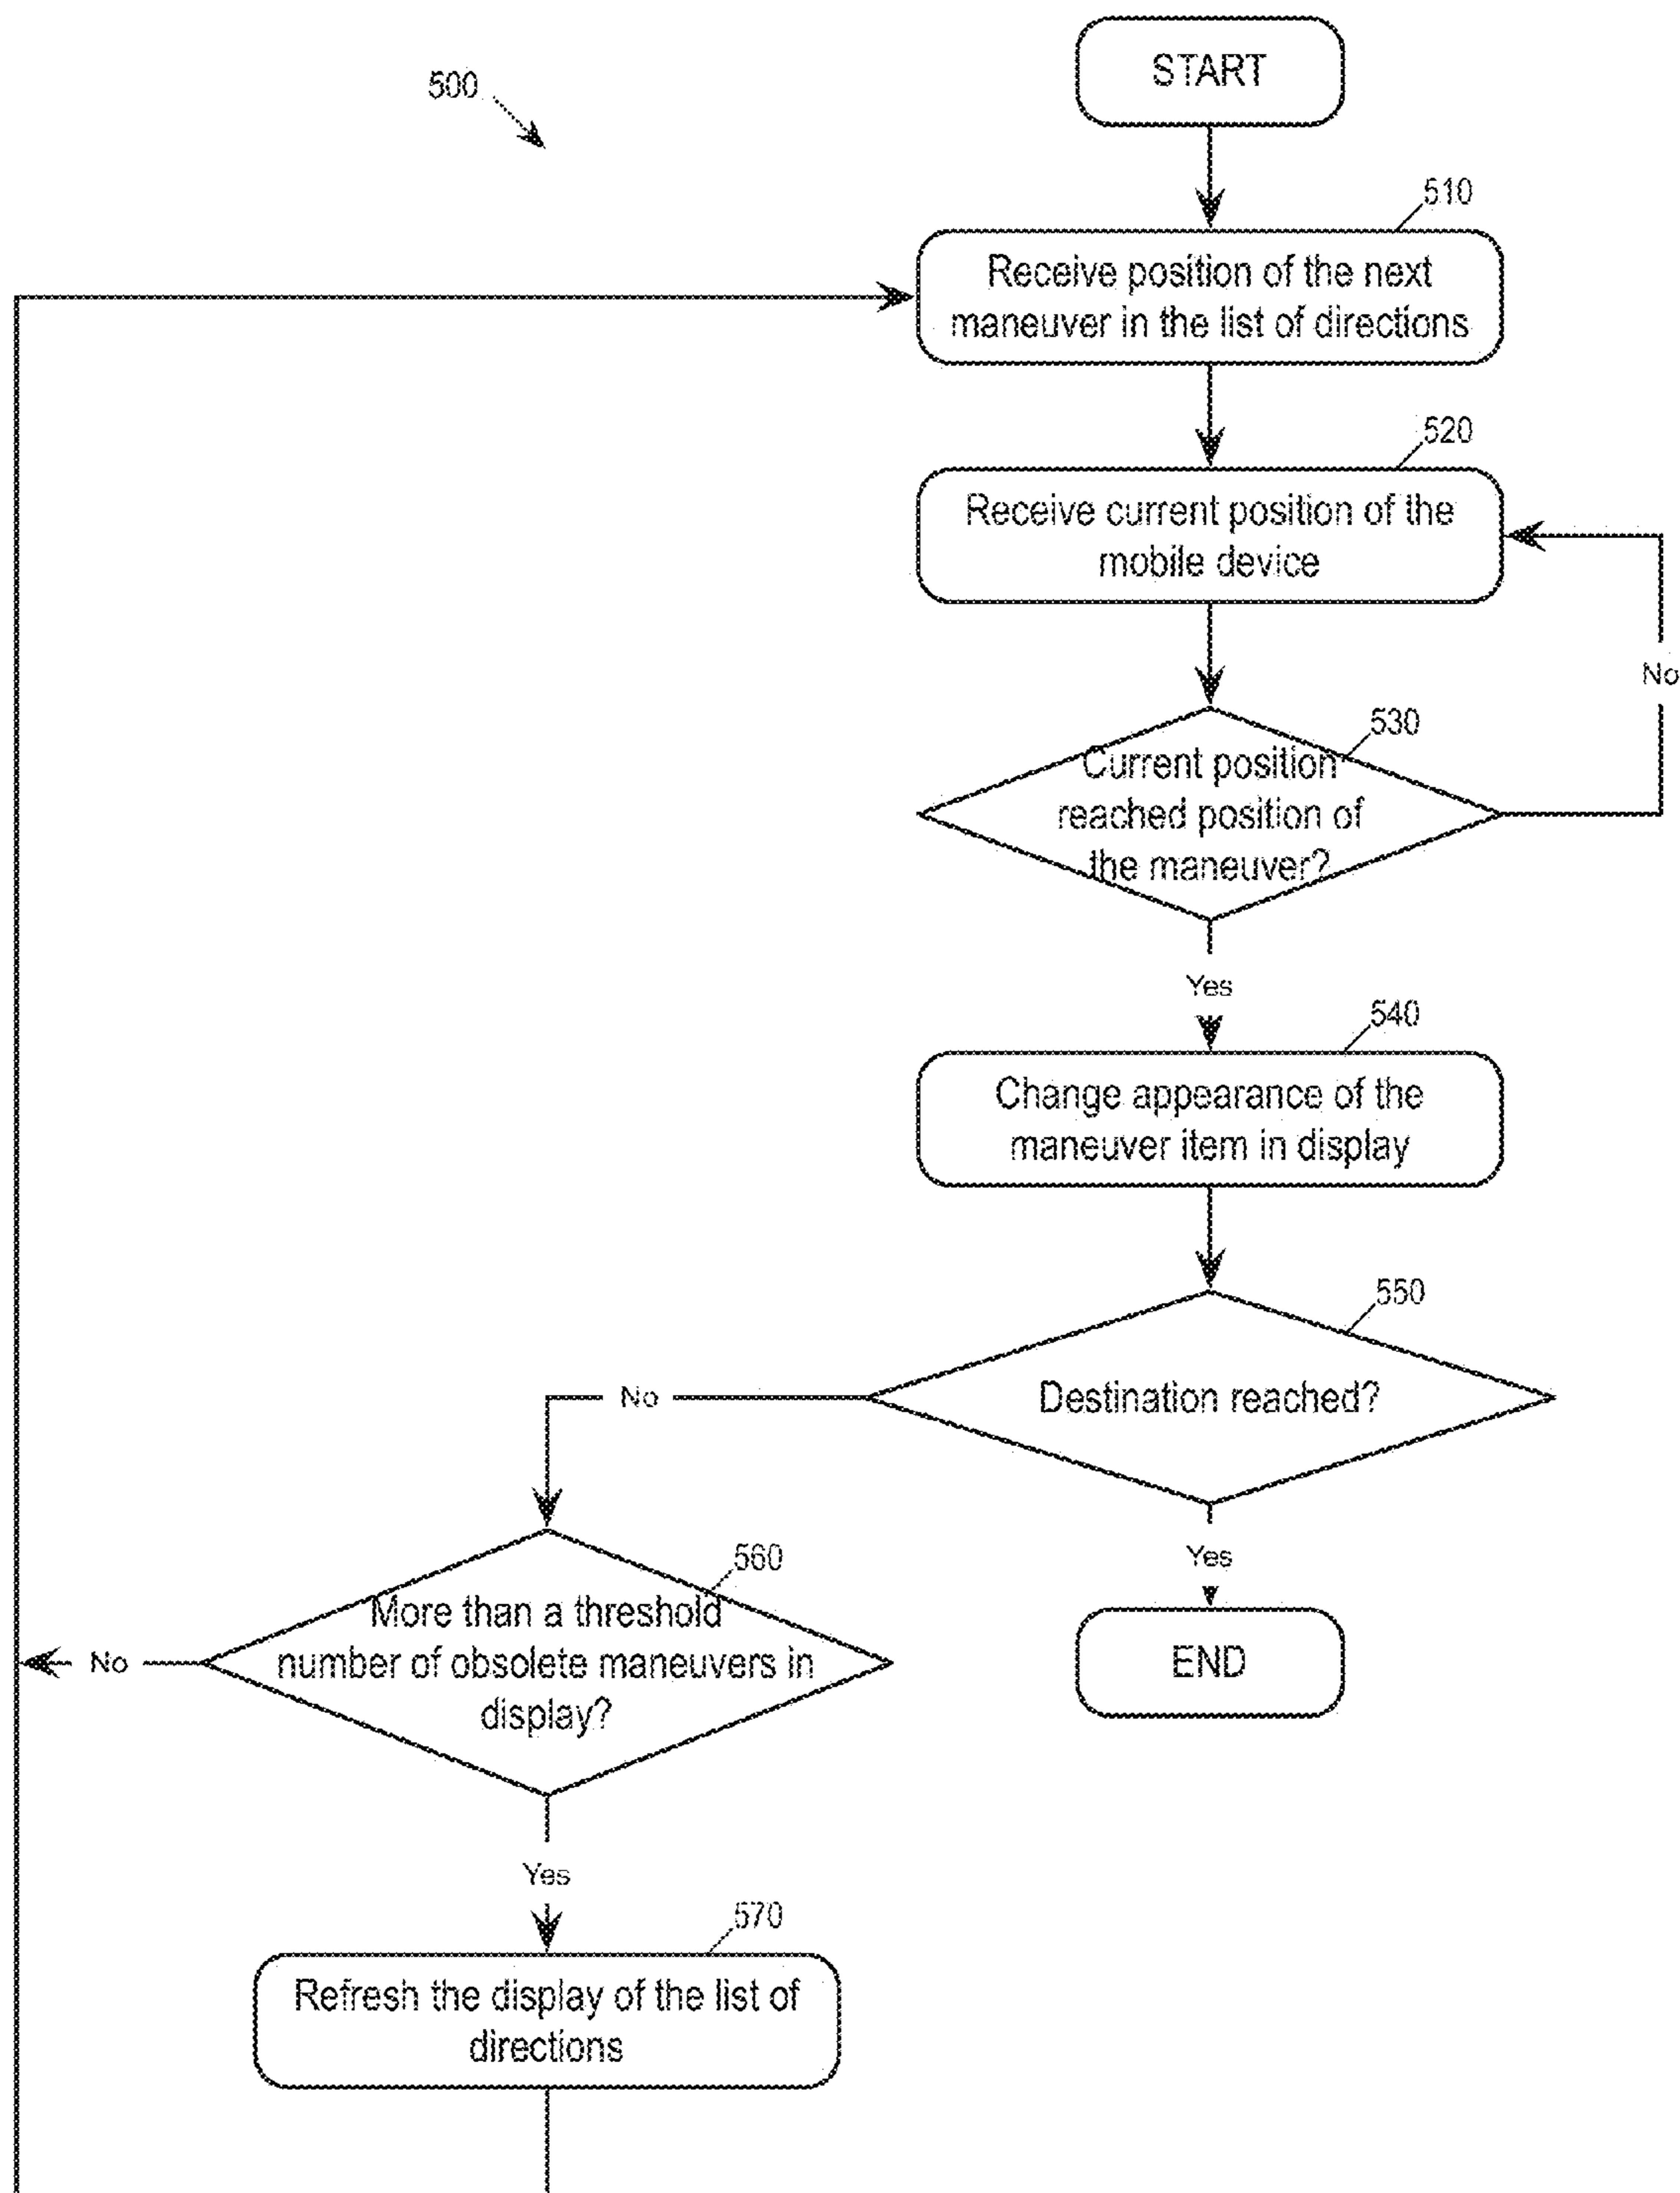 500
START
510
Receive position of the next
maneuver in the list of directions
520
Receive current position of the
mobile device
No
530
Current position
reached position of
the maneuver?
Yes
540
Change appearance of the
maneuver item in display
550
Destination reached?
No
Yes
END
560
More than a threshold
number of obsolete maneuvers in
display?
No
Yes
570
Refresh the display of the list of
directions